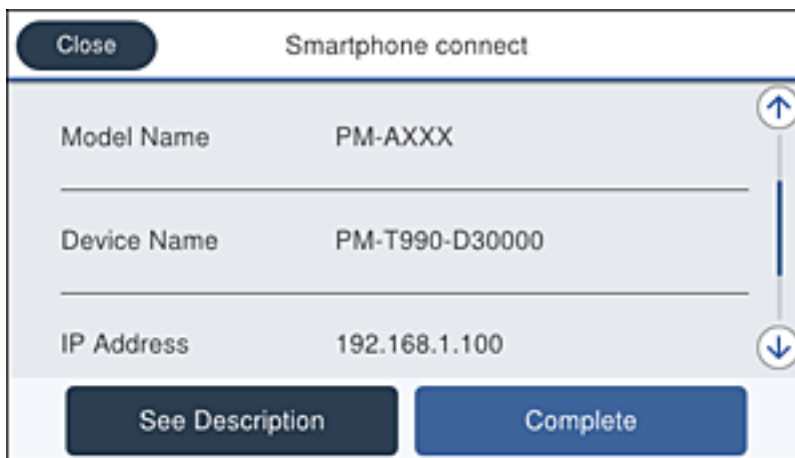 Close Smartphone connect
Model Name PM-AXXX
Device Name PM-T990-D30000
IP Address 192.168.1.100
See Description Complete